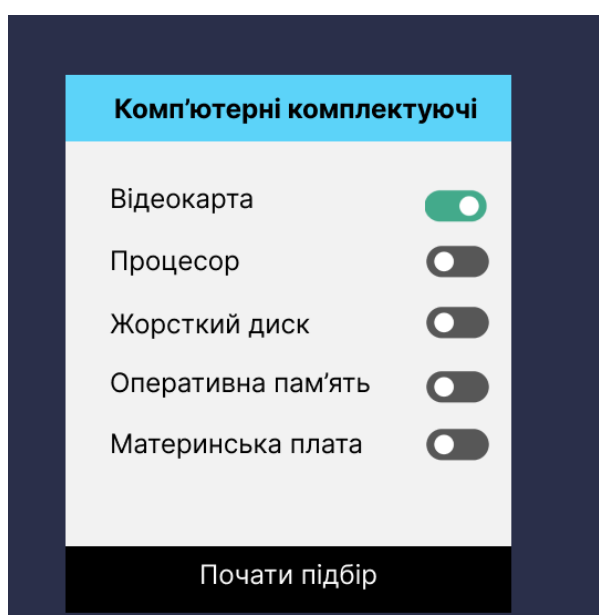 Комп’ютерні комплектуючі
Відеокарта
Процесор
Жорсткий диск
Оперативна пам’ять
Материнська плата
Почати підбір